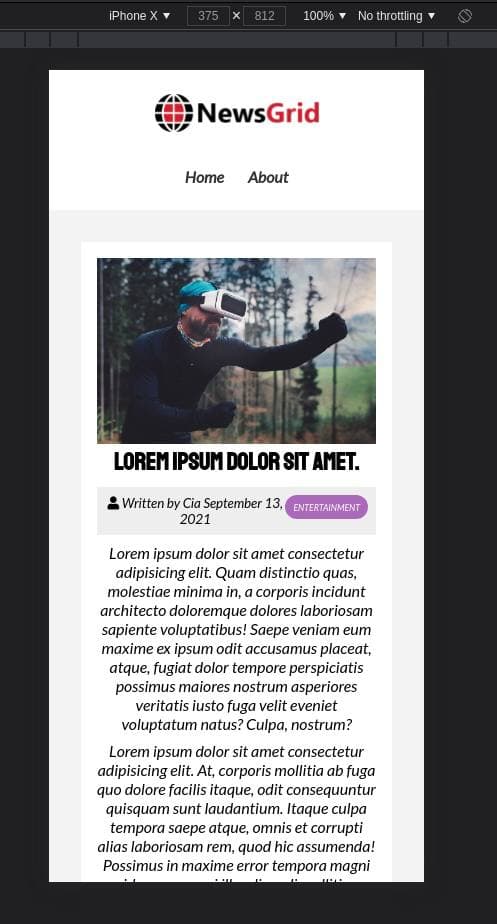 iPhone X ▼ 375 × 812 100% ▼ No throttling ▼
NewsGrid
Home About
LOREM IPSUM DOLOR SIT AMET.
Written by Cia September 13,
2021
ENTERTAINMENT
Lorem ipsum dolor sit amet consectetur
adipisicing elit. Quam distinctio quas,
molestiae minima in, a corporis incidunt
architecto doloremque dolores laboriosam
sapiente voluptatibus! Saepe veniam eum
maxime ex ipsum odit accusamus placeat,
atque, fugiat dolor tempore perspiciatis
possimus maiores nostrum asperiores
veritatis iusto fuga velit eveniet
voluptatum natus? Culpa, nostrum?
Lorem ipsum dolor sit amet consectetur
adipisicing elit. At, corporis mollitia ab fuga
quo dolore facilis itaque, odit consequuntur
quisquam sunt laudantium. Itaque culpa
tempora saepe atque, omnis et corrupti
alias laboriosam rem, quod hic assumenda!
Possimus in maxime error tempora magni